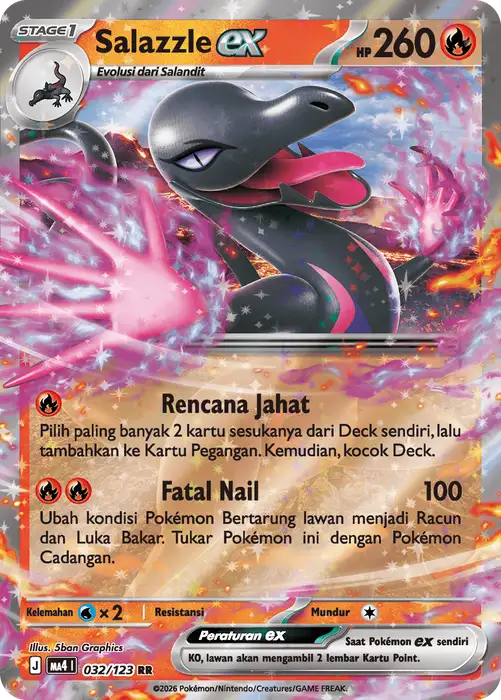 STAGE1
Salazzle ex
HP 260
Evolusi dari Salandit
Rencana Jahat
Pilih paling banyak 2 kartu sesukanya dari Deck sendiri, lalu
tambahkan ke Kartu Pegangan. Kemudian, kocok Deck.
Fatal Nail 100
Ubah kondisi Pokémon Bertarung lawan menjadi Racun
dan Luka Bakar. Tukar Pokémon ini dengan Pokémon
Cadangan.
Kelemahan ×2 Resistansi Mundur
Illus. 5ban Graphics
Peraturan ex
Saat Pokémon ex sendiri
KO, lawan akan mengambil 2 lembar Kartu Point.
J MA4 I 032/123 RR
©2026 Pokémon/Nintendo/Creatures/GAME FREAK.